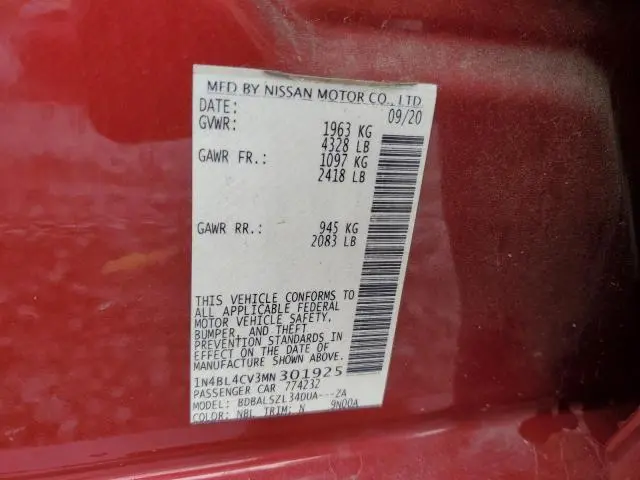 MFD BY NISSAN MOTOR CO., LTD
DATE: 09/20
GVWR: 1963 KG
4328 LB
GAWR FR.: 1097 KG
2418 LB
GAWR RR.: 945 KG
2083 LB
THIS VEHICLE CONFORMS TO
ALL APPLICABLE FEDERAL
MOTOR VEHICLE SAFETY,
BUMPER, AND THEFT
PREVENTION STANDARDS IN
EFFECT ON THE DATE OF
MANUFACTURE SHOWN ABOVE.
1N4BL4CV3MN301925
PASSENGER CAR 774232
MODEL: BDBALSZL34DUA---ZA
COLOR: NBL TRIM: N 9N00A